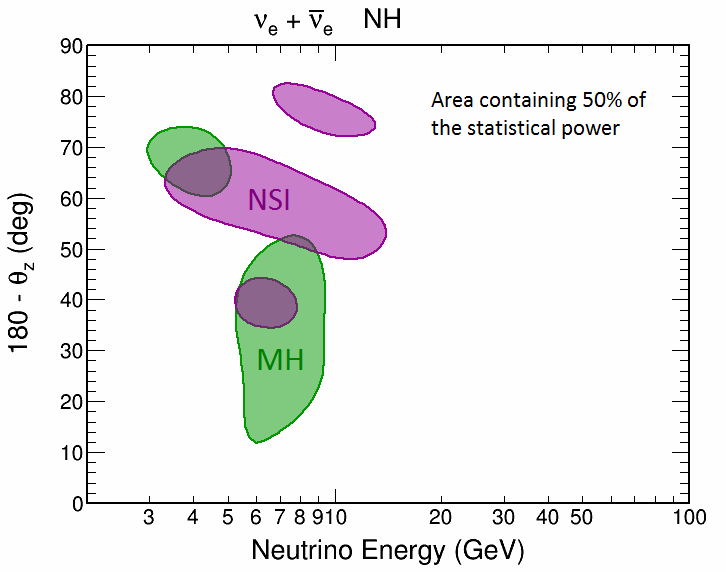 νe + ν̅e NH
Area containing 50% of
the statistical power
NSI
MH
180 - θz (deg)
90
80
70
60
50
40
30
20
10
0
3 4 5 6 7 8 9 10 20 30 40 50 100
Neutrino Energy (GeV)